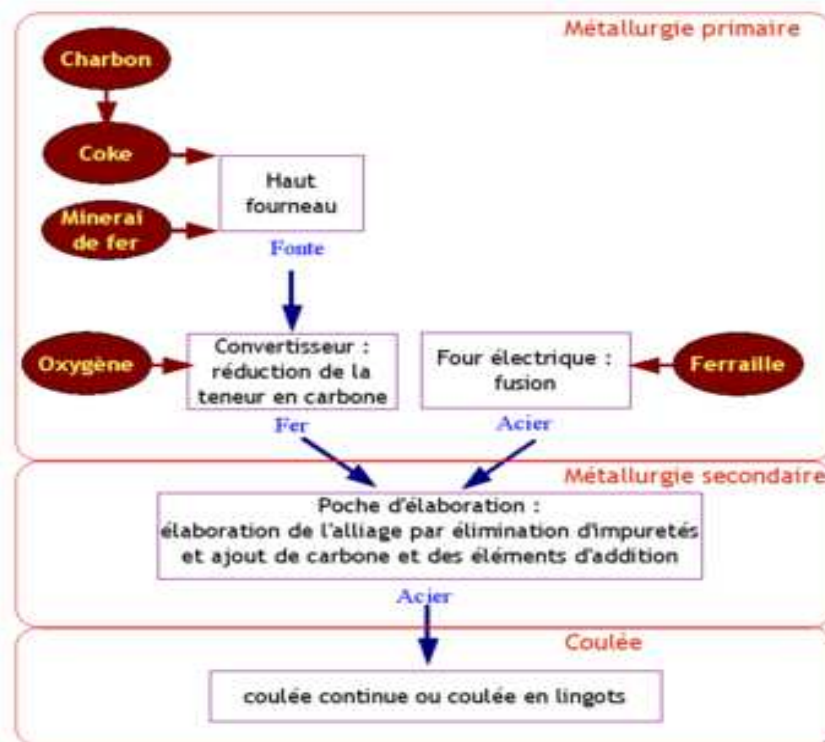 Métallurgie primaire
Charbon
Coke
Haut
fourneau
Minerai
de fer
Fonte
Oxygène
Convertisseur :
réduction de la
teneur en carbone
Four électrique :
fusion
Ferraille
Fer
Acier
Métallurgie secondaire
Poche d'élaboration :
élaboration de l'alliage par élimination d'impuretés
et ajout de carbone et des éléments d'addition
Acier
Coulée
coulée continue ou coulée en lingots